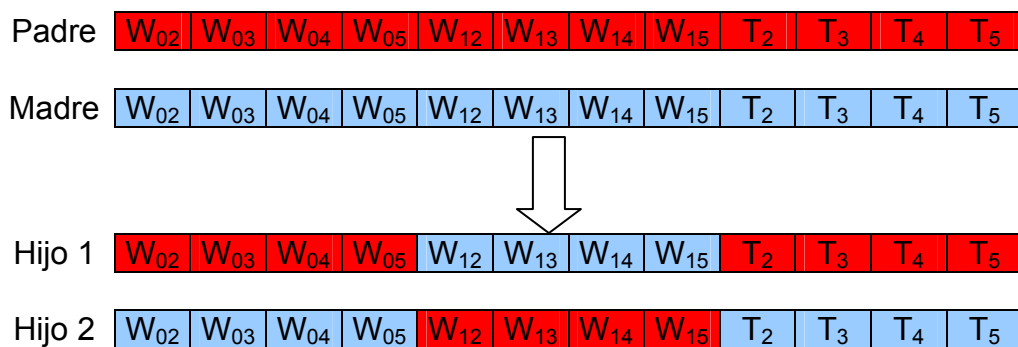 Padre W₀₂ W₀₃ W₀₄ W₀₅ W₁₂ W₁₃ W₁₄ W₁₅ T₂ T₃ T₄ T₅
Madre W₀₂ W₀₃ W₀₄ W₀₅ W₁₂ W₁₃ W₁₄ W₁₅ T₂ T₃ T₄ T₅
Hijo 1 W₀₂ W₀₃ W₀₄ W₀₅ W₁₂ W₁₃ W₁₄ W₁₅ T₂ T₃ T₄ T₅
Hijo 2 W₀₂ W₀₃ W₀₄ W₀₅ W₁₂ W₁₃ W₁₄ W₁₅ T₂ T₃ T₄ T₅